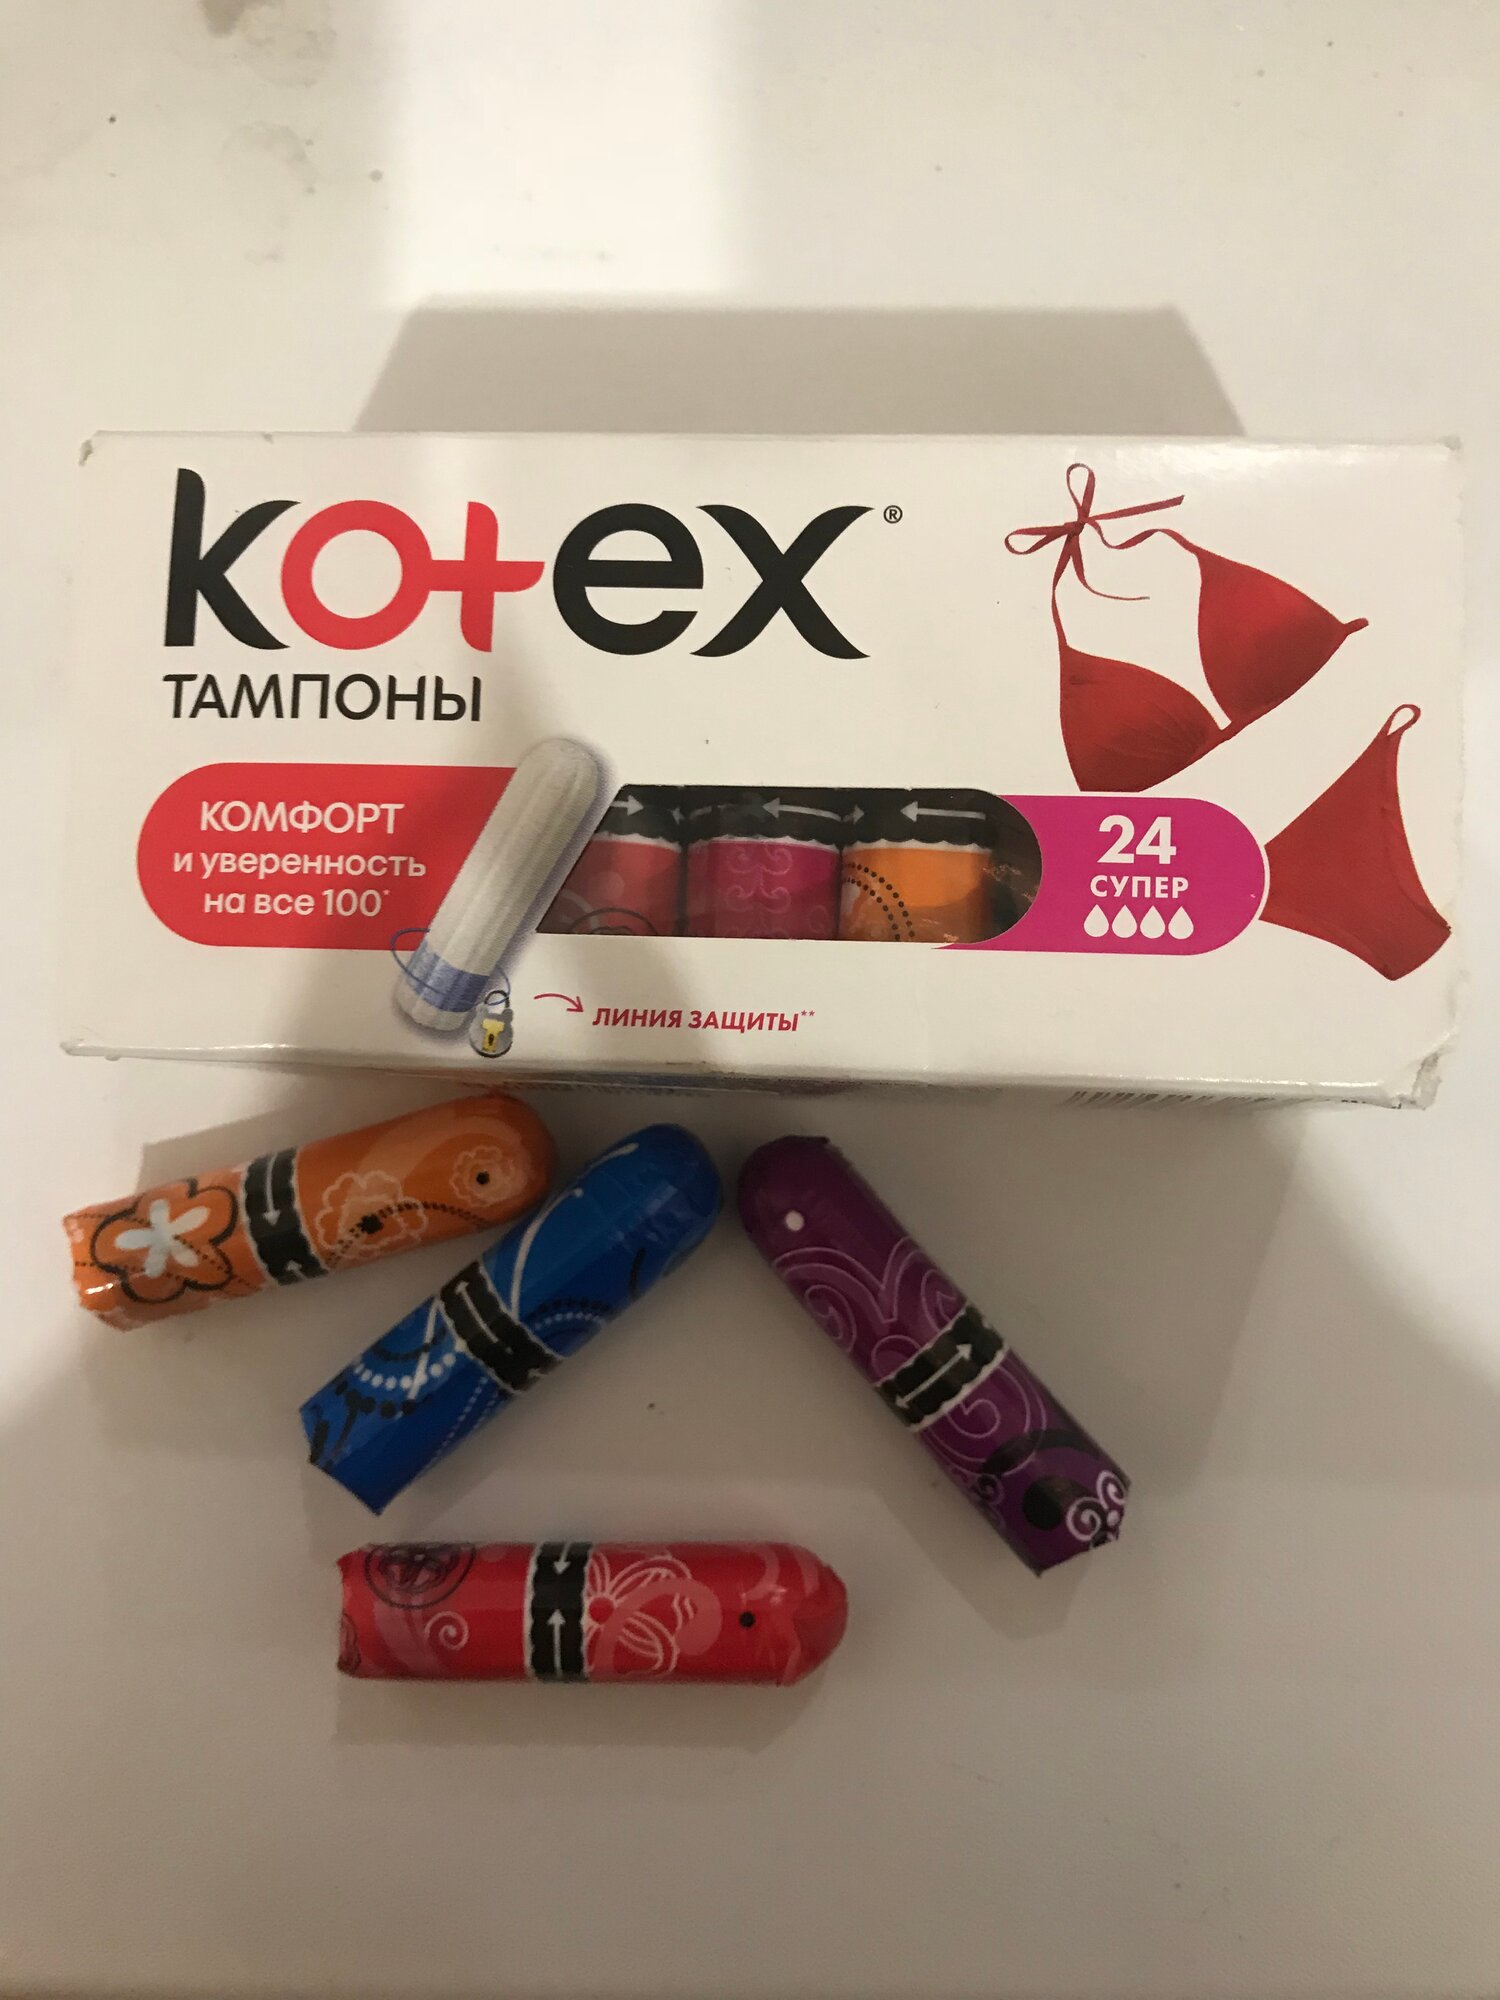 kotex®
ТАМПОНЫ
КОМФОРТ
и уверенность
на все 100*
24
СУПЕР
ЛИНИЯ ЗАЩИТЫ**